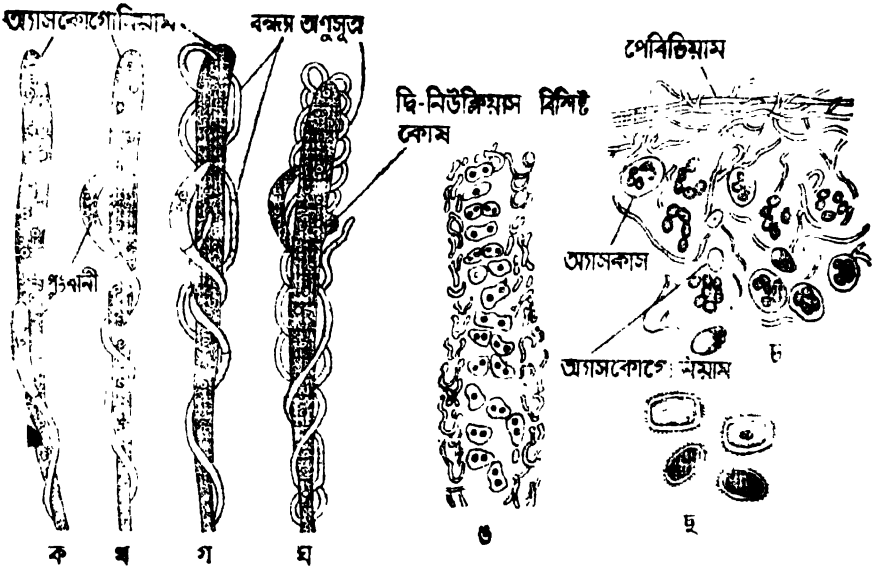 অ্যাসকোগোনিয়াম
বন্ধ্যা অণুসূত্র
পেরিডিয়াম
দ্বি-নিউক্লিয়াস বিশিষ্ট
কোষ
পুংধানী
অ্যাসকাস
অ্যাসকোগোনিয়াম
ক
খ
গ
ঘ
ঙ
চ
ছ